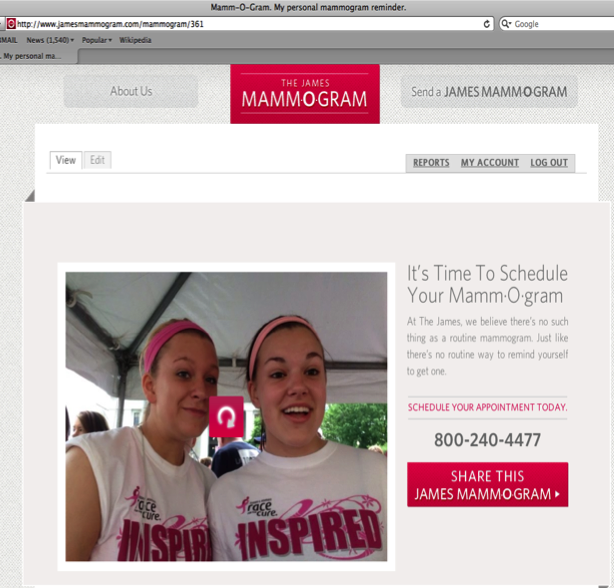 Mamm-O-Gram. My personal mammogram reminder.
http://www.jamesmammogram.com/mammogram/361
Google
MAIL News (1,540) Popular Wikipedia
. My personal ma...
About Us
THE JAMES
MAMM·O·GRAM
Send a JAMES MAMM·O·GRAM
View Edit
REPORTS MY ACCOUNT LOG OUT
It's Time To Schedule
Your Mamm·O·gram
At The James, we believe there's no such
thing as a routine mammogram. Just like
there's no routine way to remind yourself
to get one.
SCHEDULE YOUR APPOINTMENT TODAY.
800-240-4477
SHARE THIS
JAMES MAMM·O·GRAM
race
cure.
INSPIRED
race
for the
cure.
INSPIRED